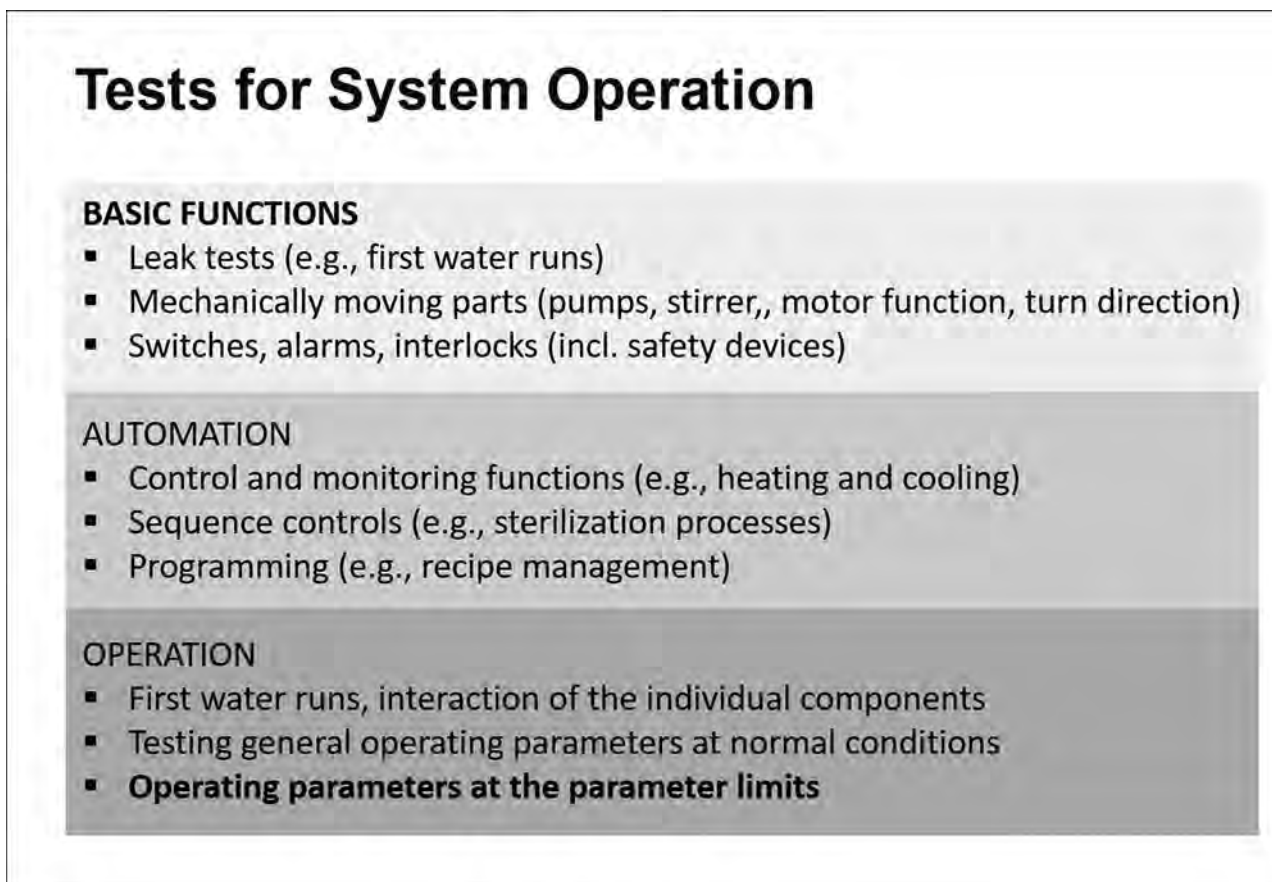 Tests for System Operation
BASIC FUNCTIONS
▪ Leak tests (e.g., first water runs)
▪ Mechanically moving parts (pumps, stirrer,, motor function, turn direction)
▪ Switches, alarms, interlocks (incl. safety devices)
AUTOMATION
▪ Control and monitoring functions (e.g., heating and cooling)
▪ Sequence controls (e.g., sterilization processes)
▪ Programming (e.g., recipe management)
OPERATION
▪ First water runs, interaction of the individual components
▪ Testing general operating parameters at normal conditions
▪ Operating parameters at the parameter limits